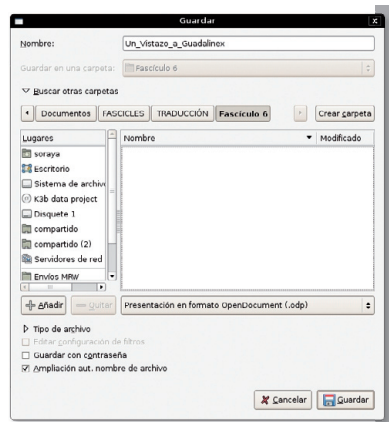 Guardar
Nombre: Un_Vistazo_a_Guadalinex
Guardar en una carpeta: Fascículo 6
Buscar otras carpetas
Documentos FASCICLES TRADUCCIÓN Fascículo 6 Crear carpeta
Lugares Nombre Modificado
soraya
Escritorio
Sistema de archivo
K3b data project
Disquete 1
compartido
compartido (2)
Servidores de red
Envíos MRW
Añadir Quitar Presentación en formato OpenDocument (.odp)
Tipo de archivo
Editar configuración de filtros
Guardar con contraseña
Ampliación aut. nombre de archivo
Cancelar Guardar